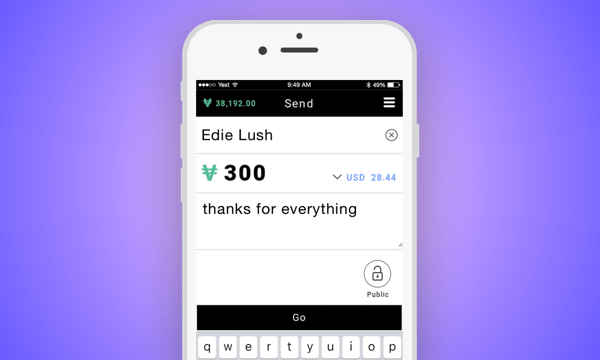 Yext 9:49 AM 49%
38,192.00 Send
Edie Lush
300 USD 28.44
thanks for everything
Public
Go
q w e r t y u i o p